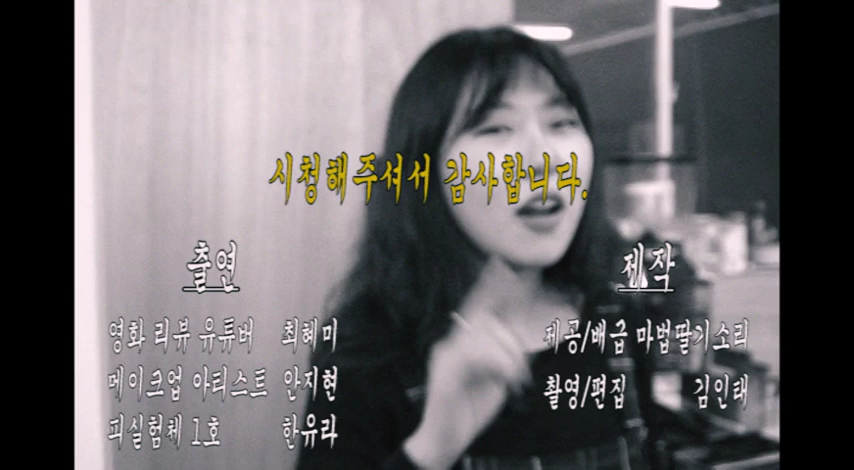 시청해주셔서 감사합니다.
출연
영화 리뷰 유튜버 최혜미
메이크업 아티스트 안지현
피실험체 1호 한유라
제작
제공/배급 마법딸기소리
촬영/편집 김인태